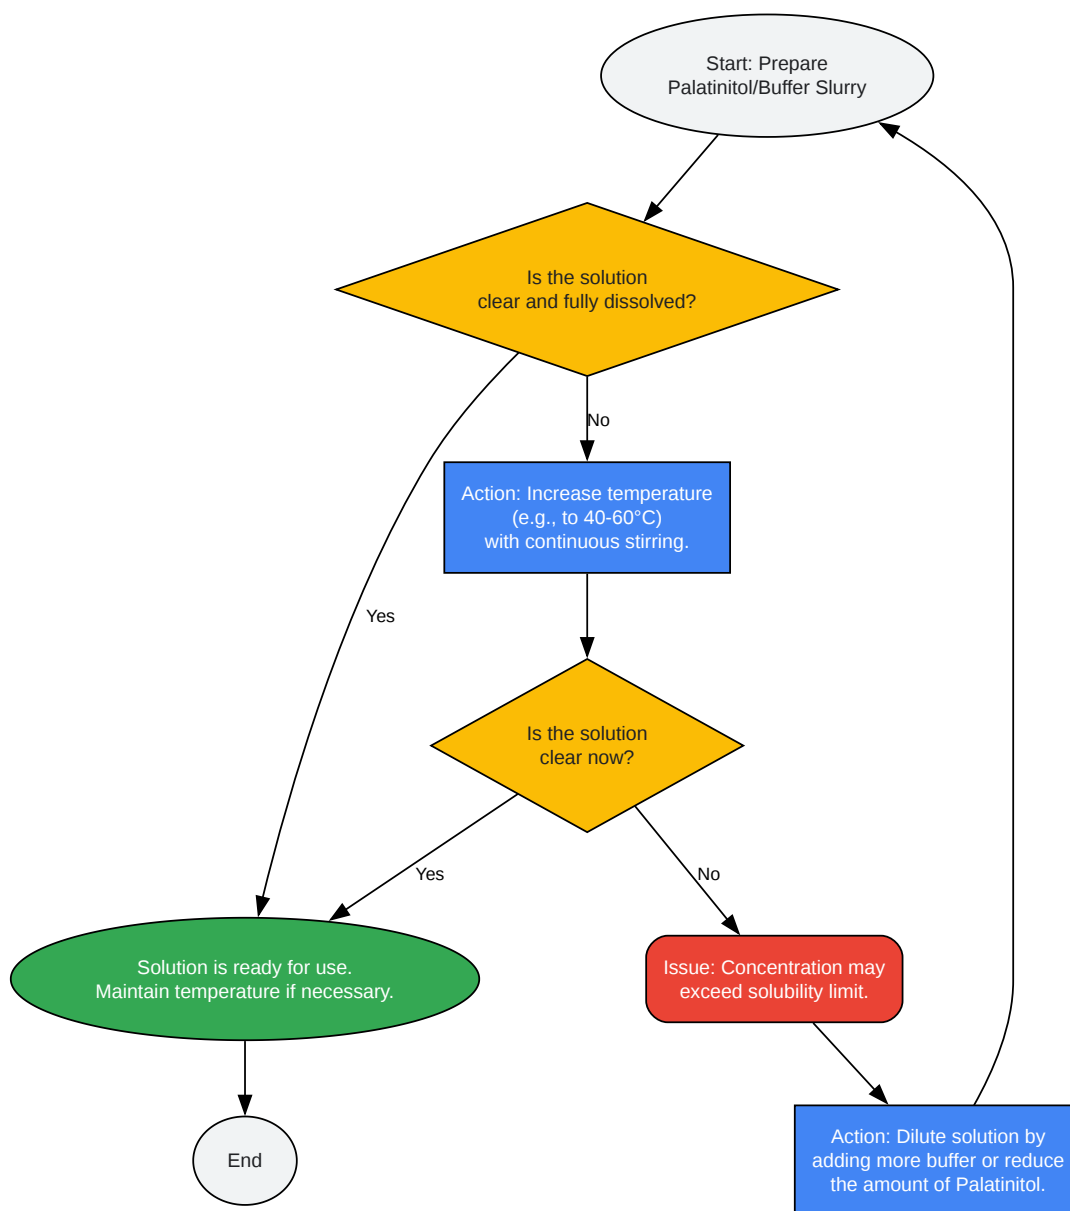 Start: Prepare
Palatinitol/Buffer Slurry
Is the solution
clear and fully dissolved?
No
Action: Increase temperature
(e.g., to 40-60°C)
with continuous stirring.
Yes
Is the solution
clear now?
Yes
No
Solution is ready for use.
Maintain temperature if necessary.
Issue: Concentration may
exceed solubility limit.
End
Action: Dilute solution by
adding more buffer or reduce
the amount of Palatinitol.